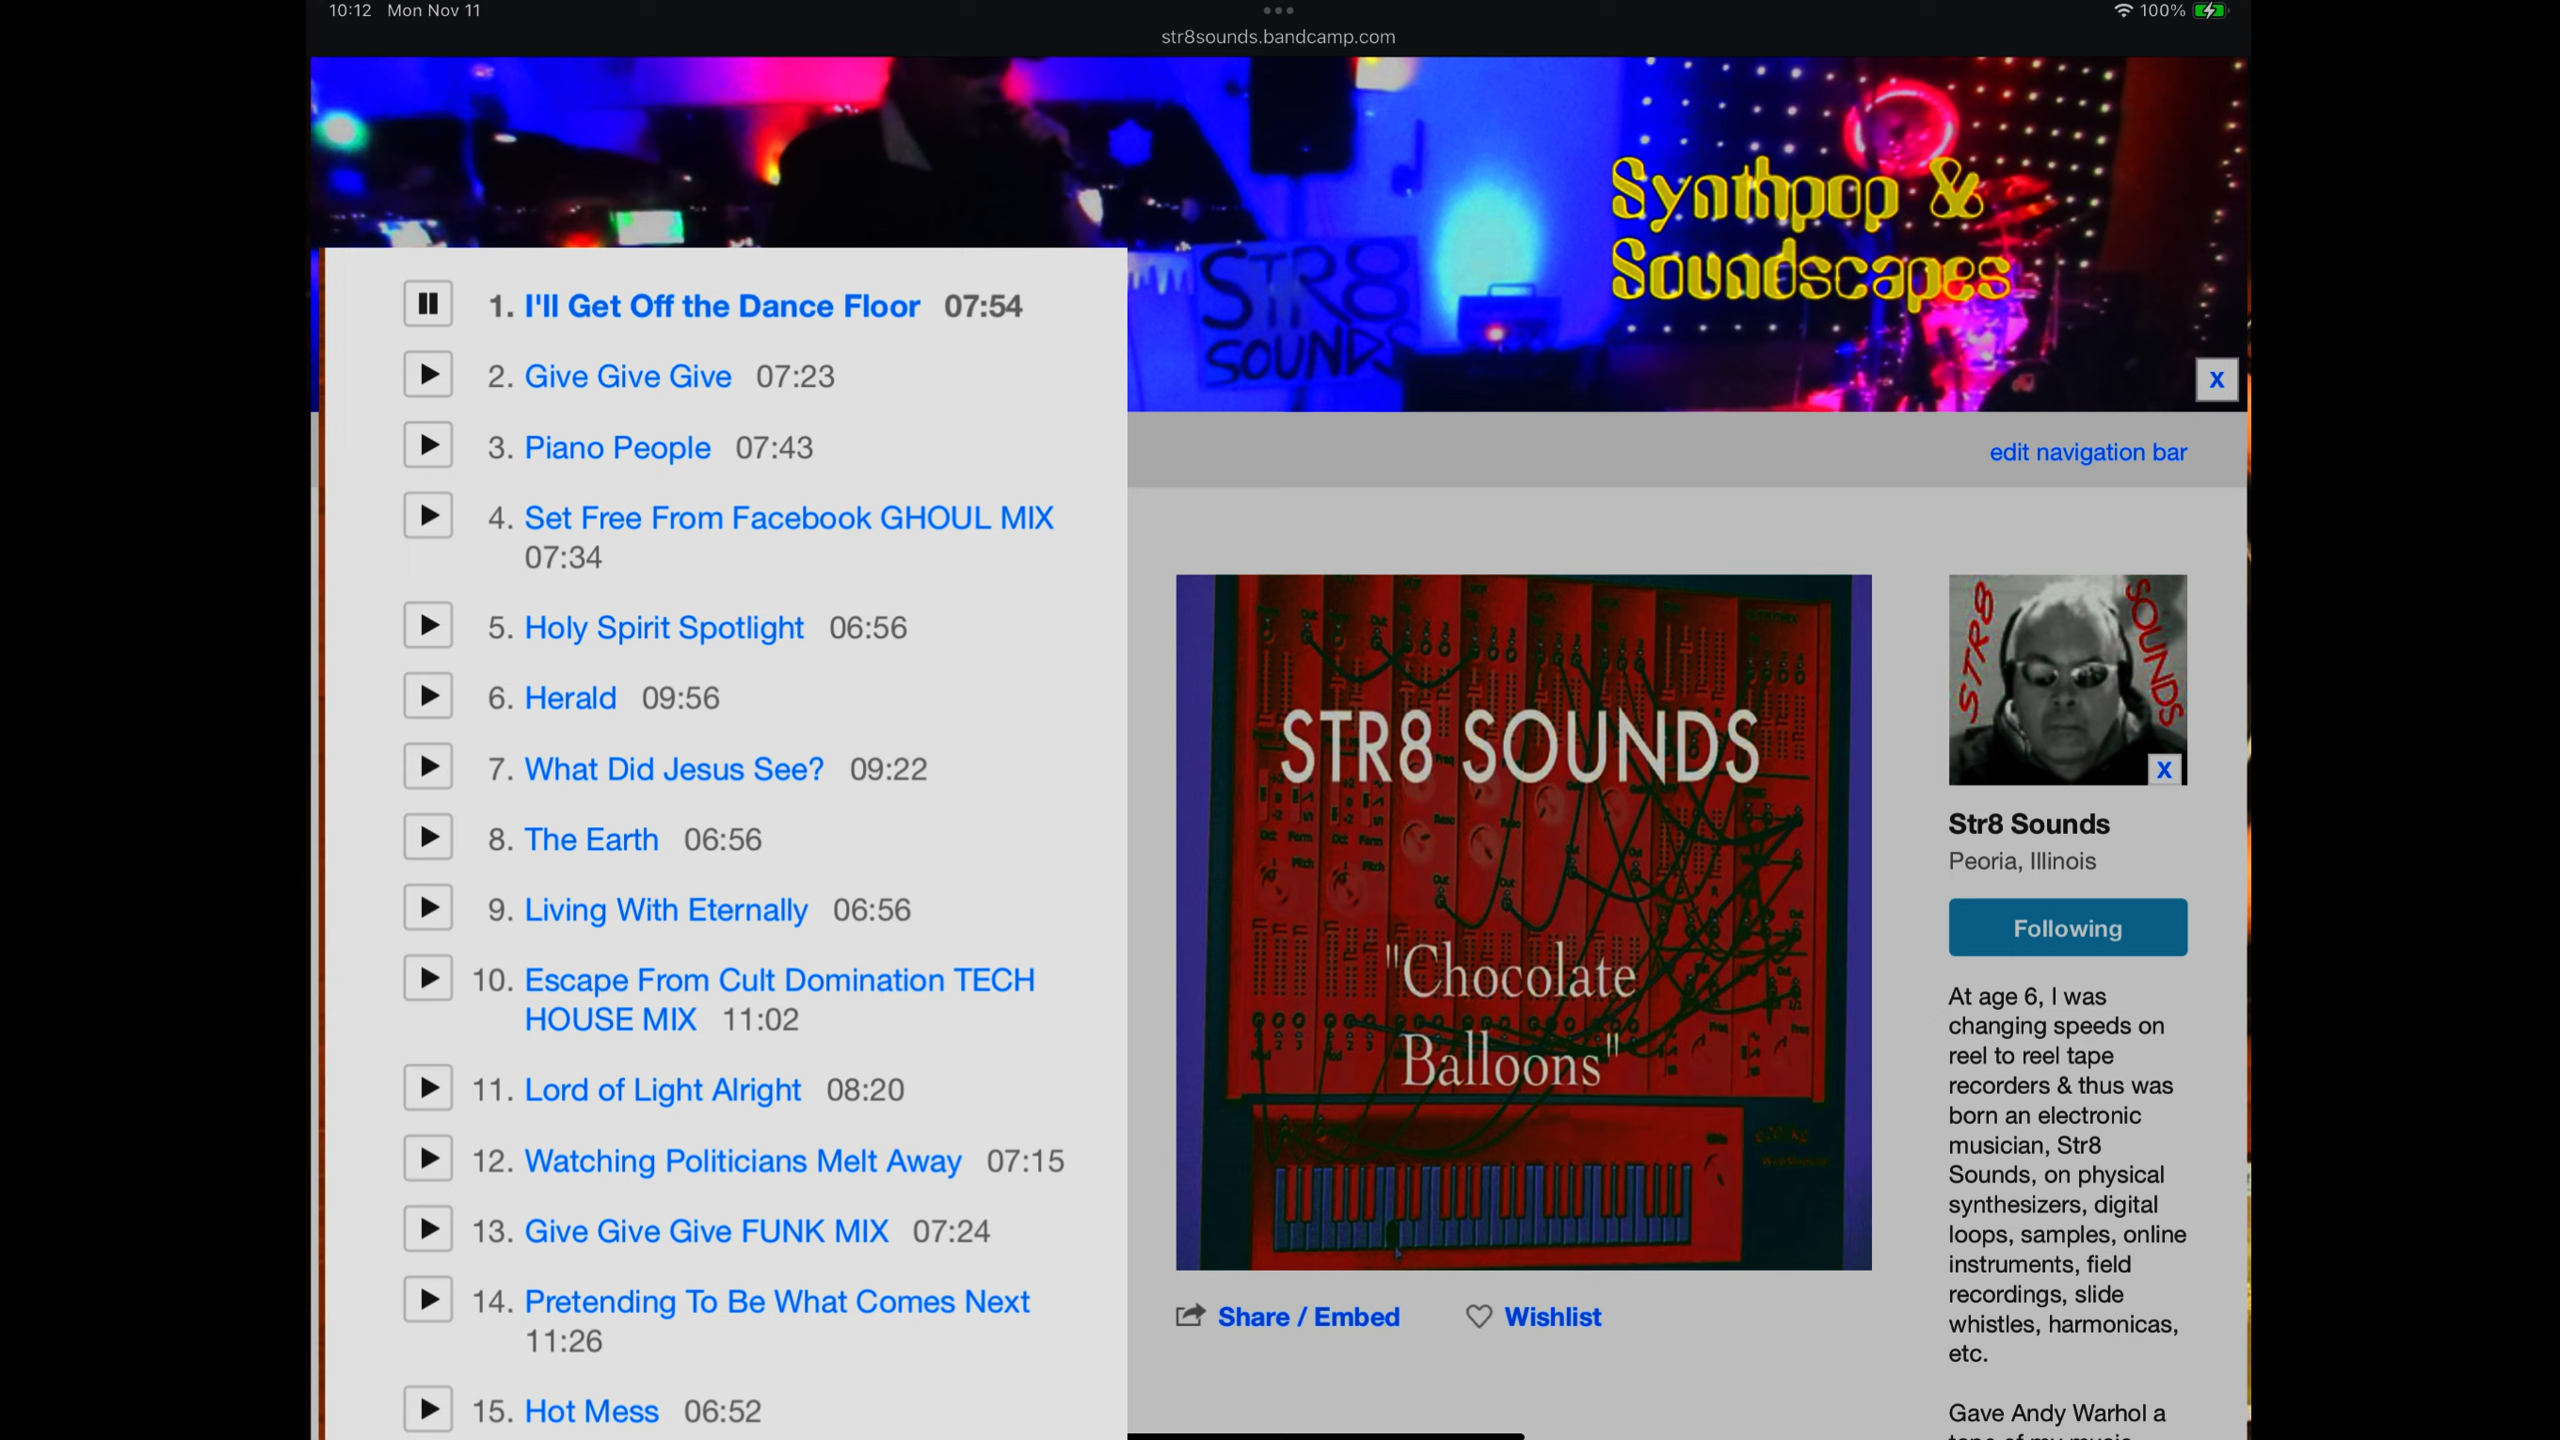 10:12 Mon Nov 11
100%
str8sounds.bandcamp.com
Synthpop &
Soundscapes
STR8
SOUNDS
X
1. I'll Get Off the Dance Floor 07:54
2. Give Give Give 07:23
3. Piano People 07:43
4. Set Free From Facebook GHOUL MIX
07:34
5. Holy Spirit Spotlight 06:56
6. Herald 09:56
7. What Did Jesus See? 09:22
8. The Earth 06:56
9. Living With Eternally 06:56
10. Escape From Cult Domination TECH
HOUSE MIX 11:02
11. Lord of Light Alright 08:20
12. Watching Politicians Melt Away 07:15
13. Give Give Give FUNK MIX 07:24
14. Pretending To Be What Comes Next
11:26
15. Hot Mess 06:52
edit navigation bar
STR8 SOUNDS
"Chocolate
Balloons"
Share / Embed Wishlist
STR8
SOUNDS
X
Str8 Sounds
Peoria, Illinois
Following
At age 6, I was
changing speeds on
reel to reel tape
recorders & thus was
born an electronic
musician, Str8
Sounds, on physical
synthesizers, digital
loops, samples, online
instruments, field
recordings, slide
whistles, harmonicas,
etc.
Gave Andy Warhol a